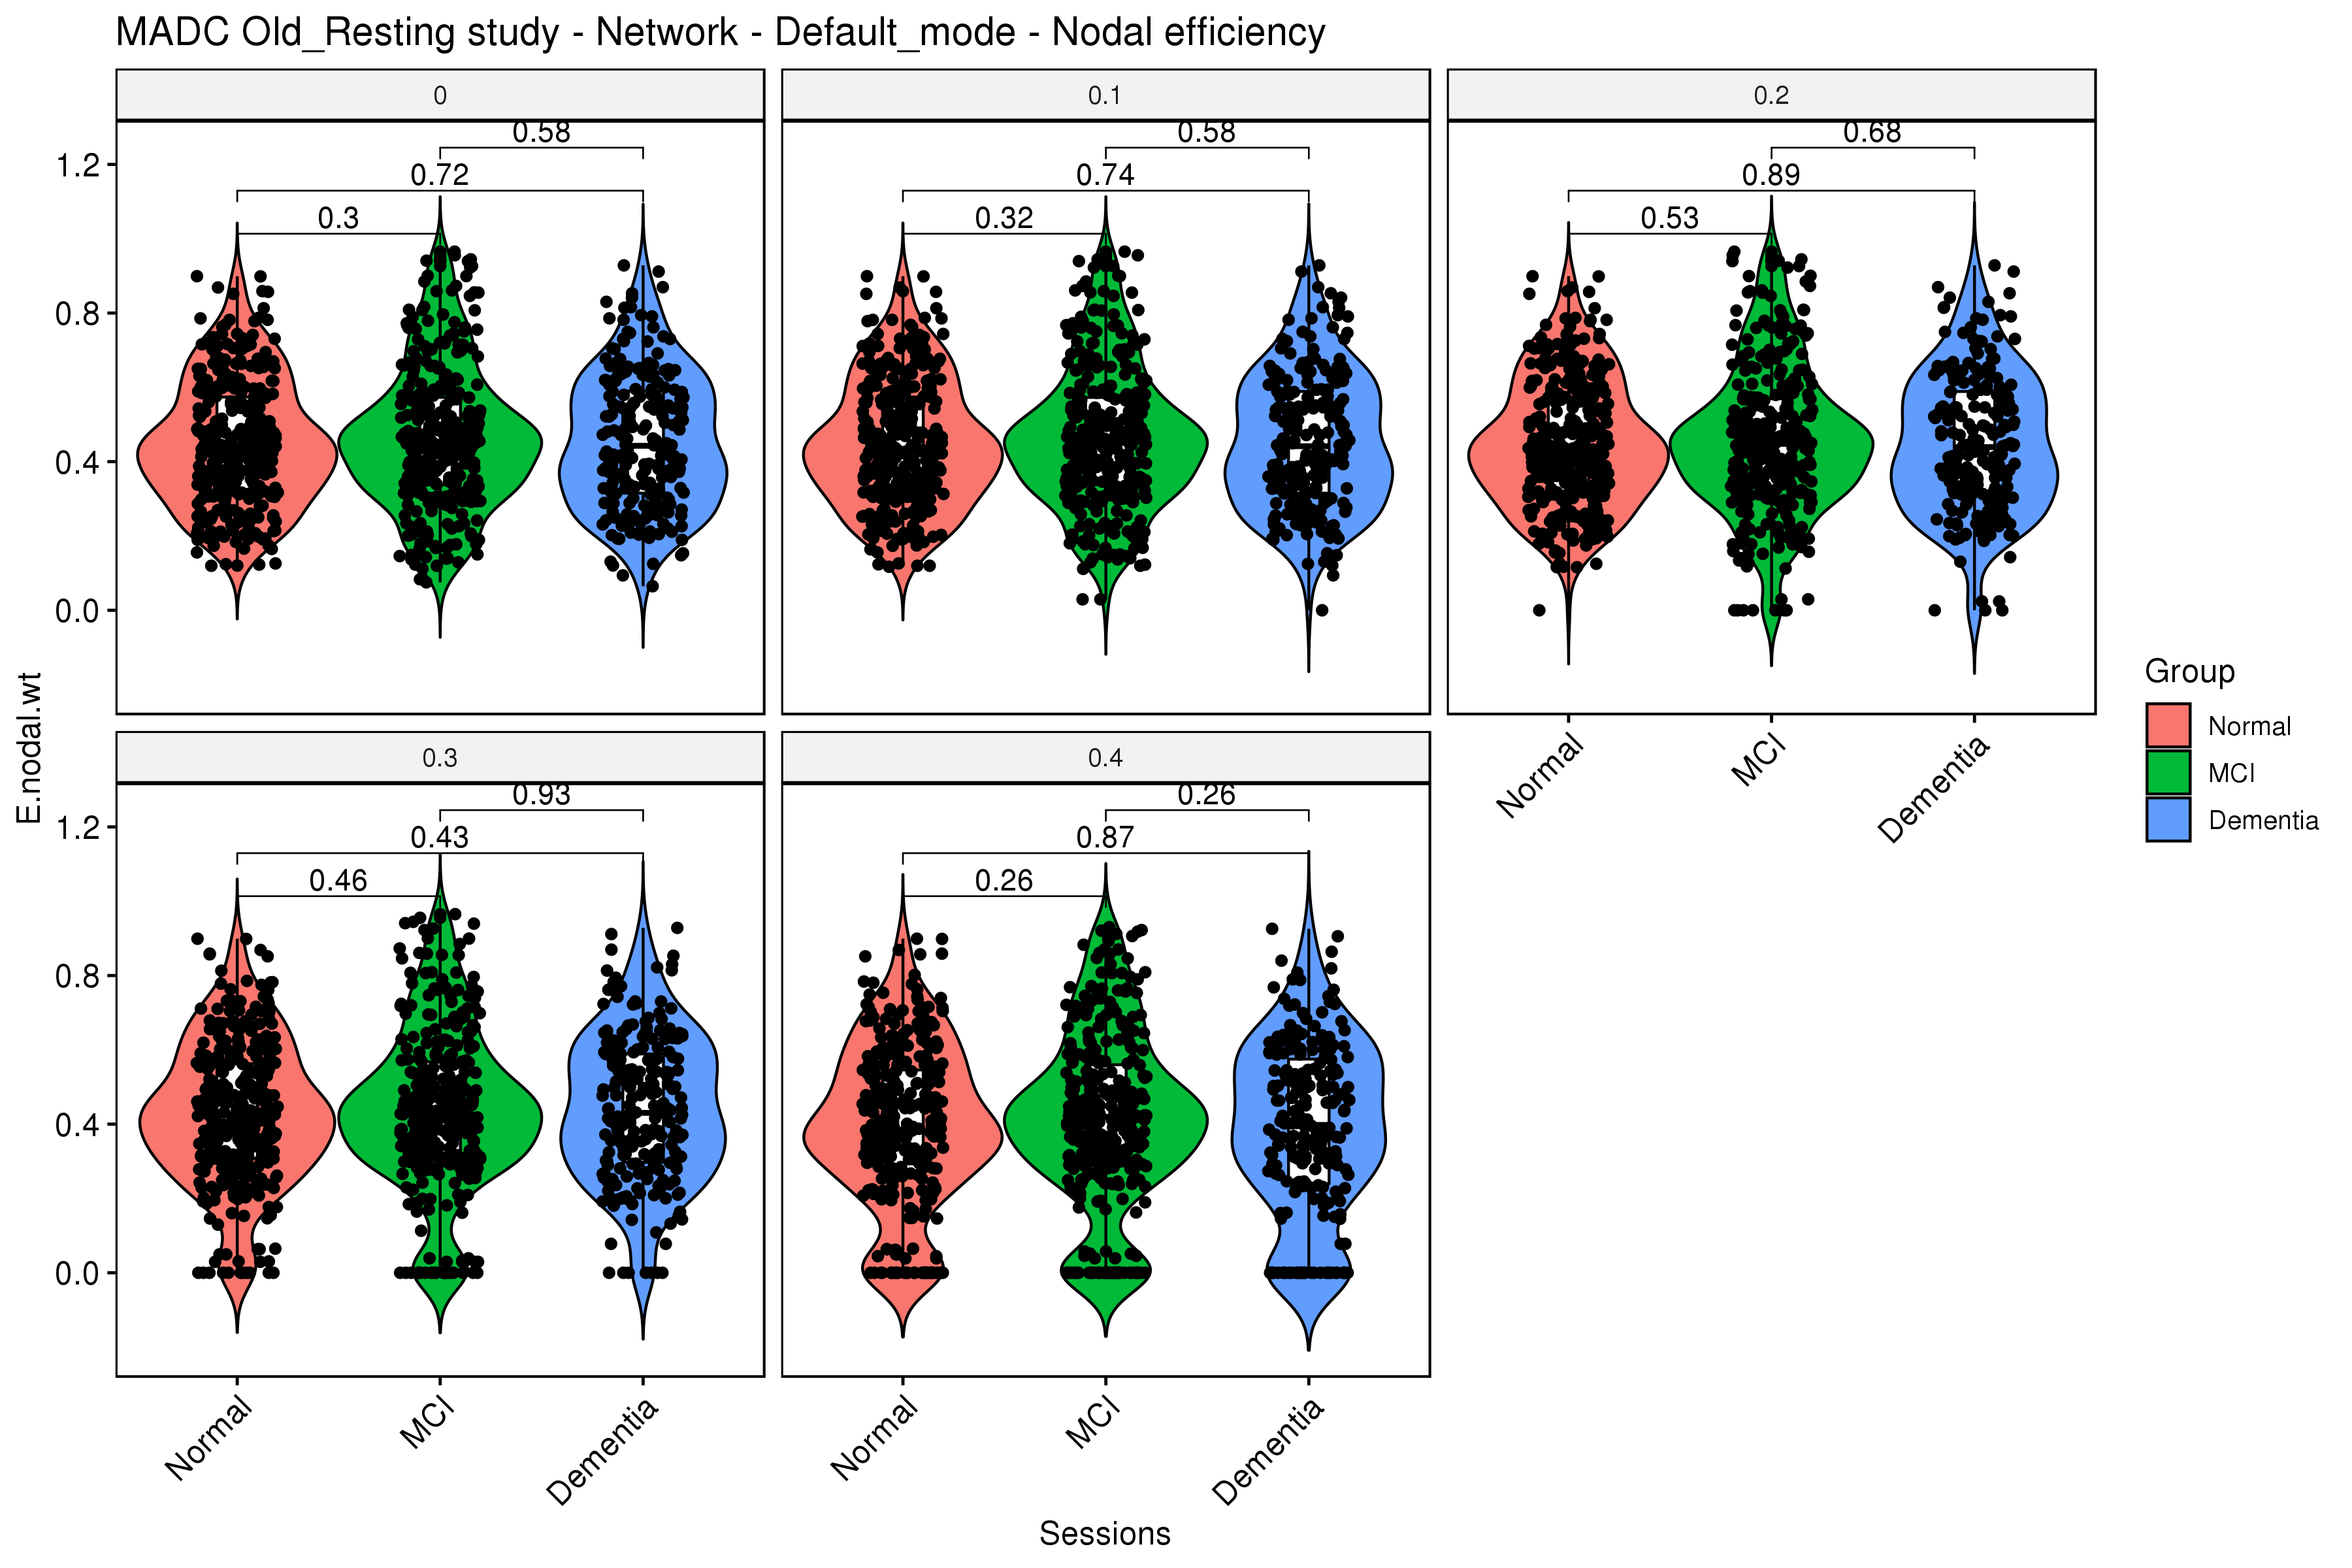 MADC Old_Resting study - Network - Default_mode - Nodal efficiency
0
0.1
0.2
0.58
0.72
0.3
0.58
0.74
0.32
0.68
0.89
0.53
1.2
0.8
0.4
0.0
Normal
MCI
Dementia
0.3
0.4
0.93
0.43
0.46
0.26
0.87
0.26
1.2
0.8
0.4
0.0
Normal
MCI
Dementia
Normal
MCI
Dementia
E.nodal.wt
Sessions
Group
Normal
MCI
Dementia